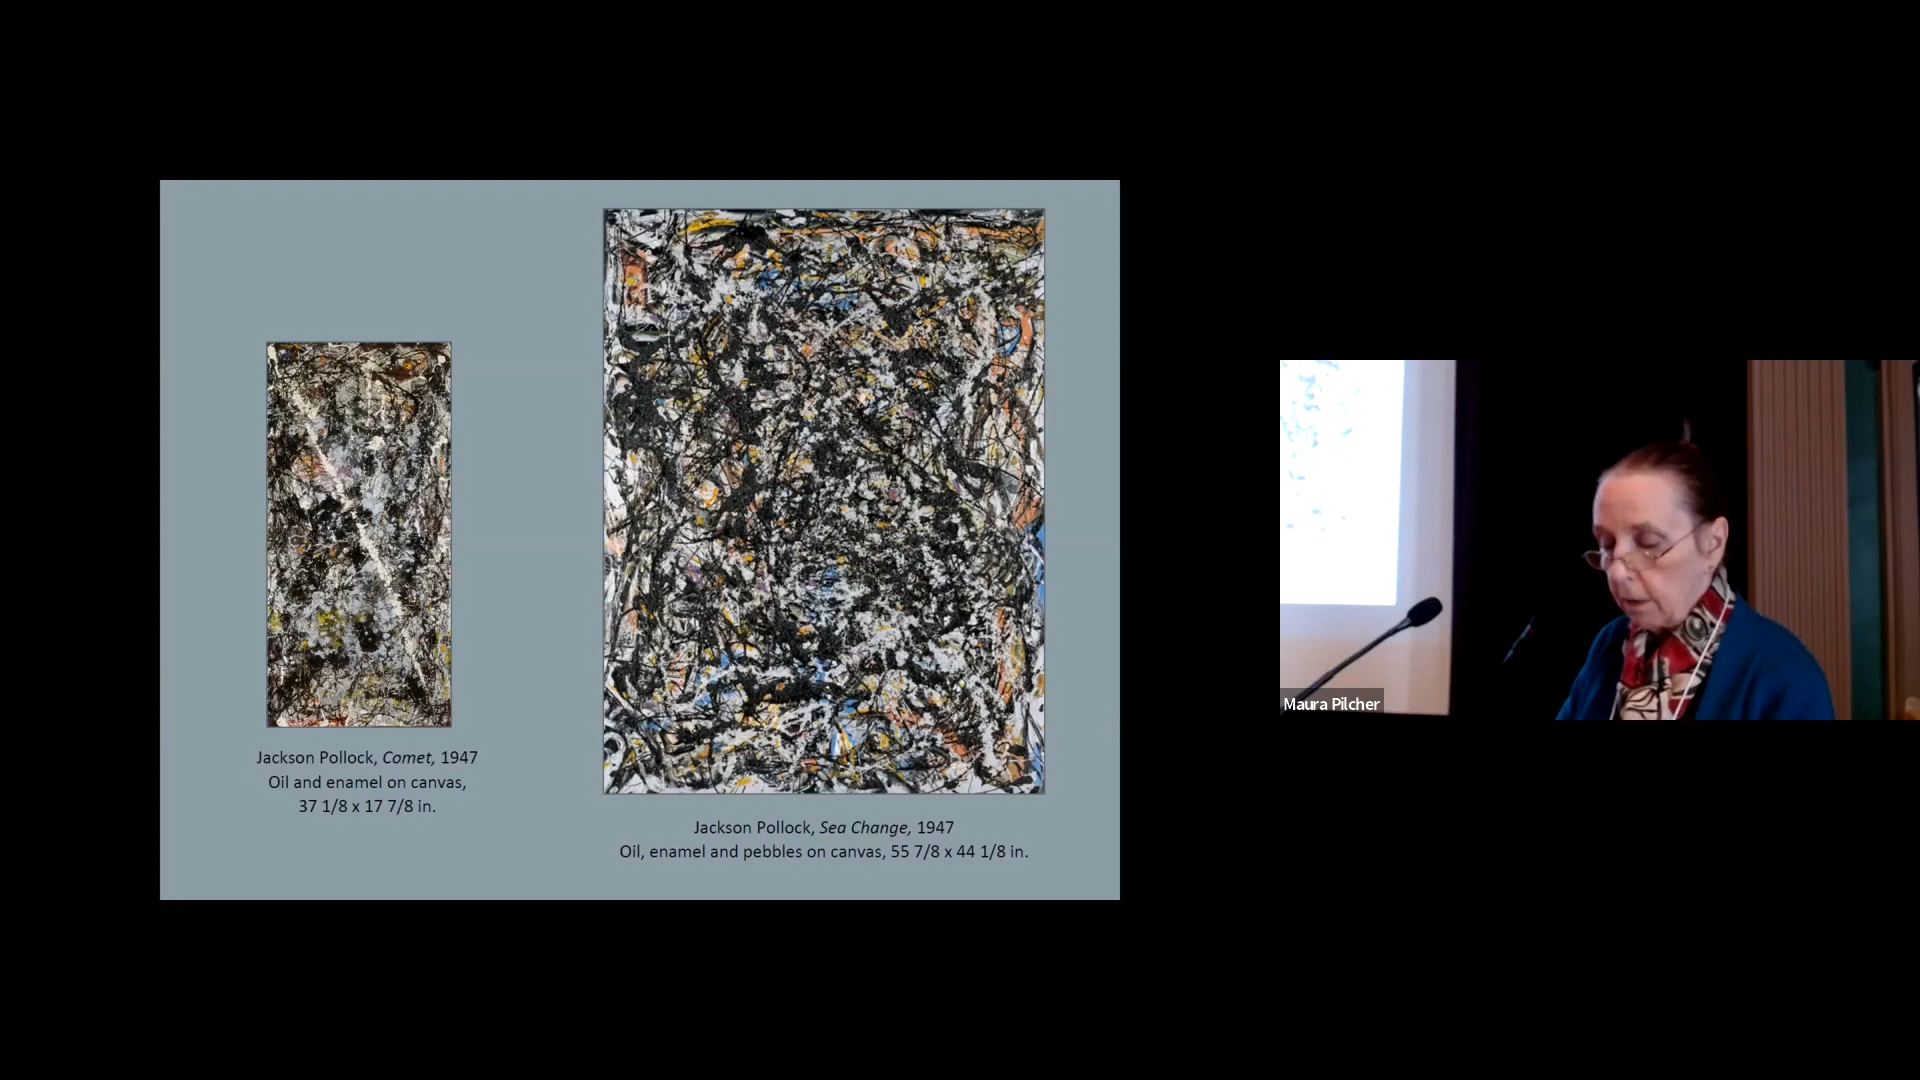 Jackson Pollock, Comet, 1947
Oil and enamel on canvas,
37 1/8 x 17 7/8 in.
Jackson Pollock, Sea Change, 1947
Oil, enamel and pebbles on canvas, 55 7/8 x 44 1/8 in.
Maura Pilcher